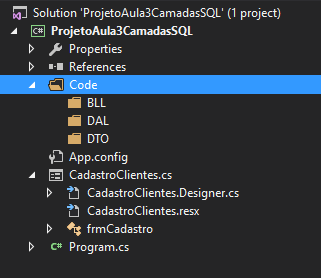 Solution 'ProjetoAula3CamadasSQL' (1 project)
C# ProjetoAula3CamadasSQL
Properties
References
Code
BLL
DAL
DTO
App.config
CadastroClientes.cs
CadastroClientes.Designer.cs
CadastroClientes.resx
frmCadastro
C# Program.cs